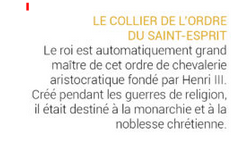 LE COLLIER DE L'ORDRE
DU SAINT-ESPRIT
Le roi est automatiquement grand
maître de cet ordre de chevalerie
aristocratique fondé par Henri III.
Créé pendant les guerres de religion,
il était destiné à la monarchie et à la
noblesse chrétienne.